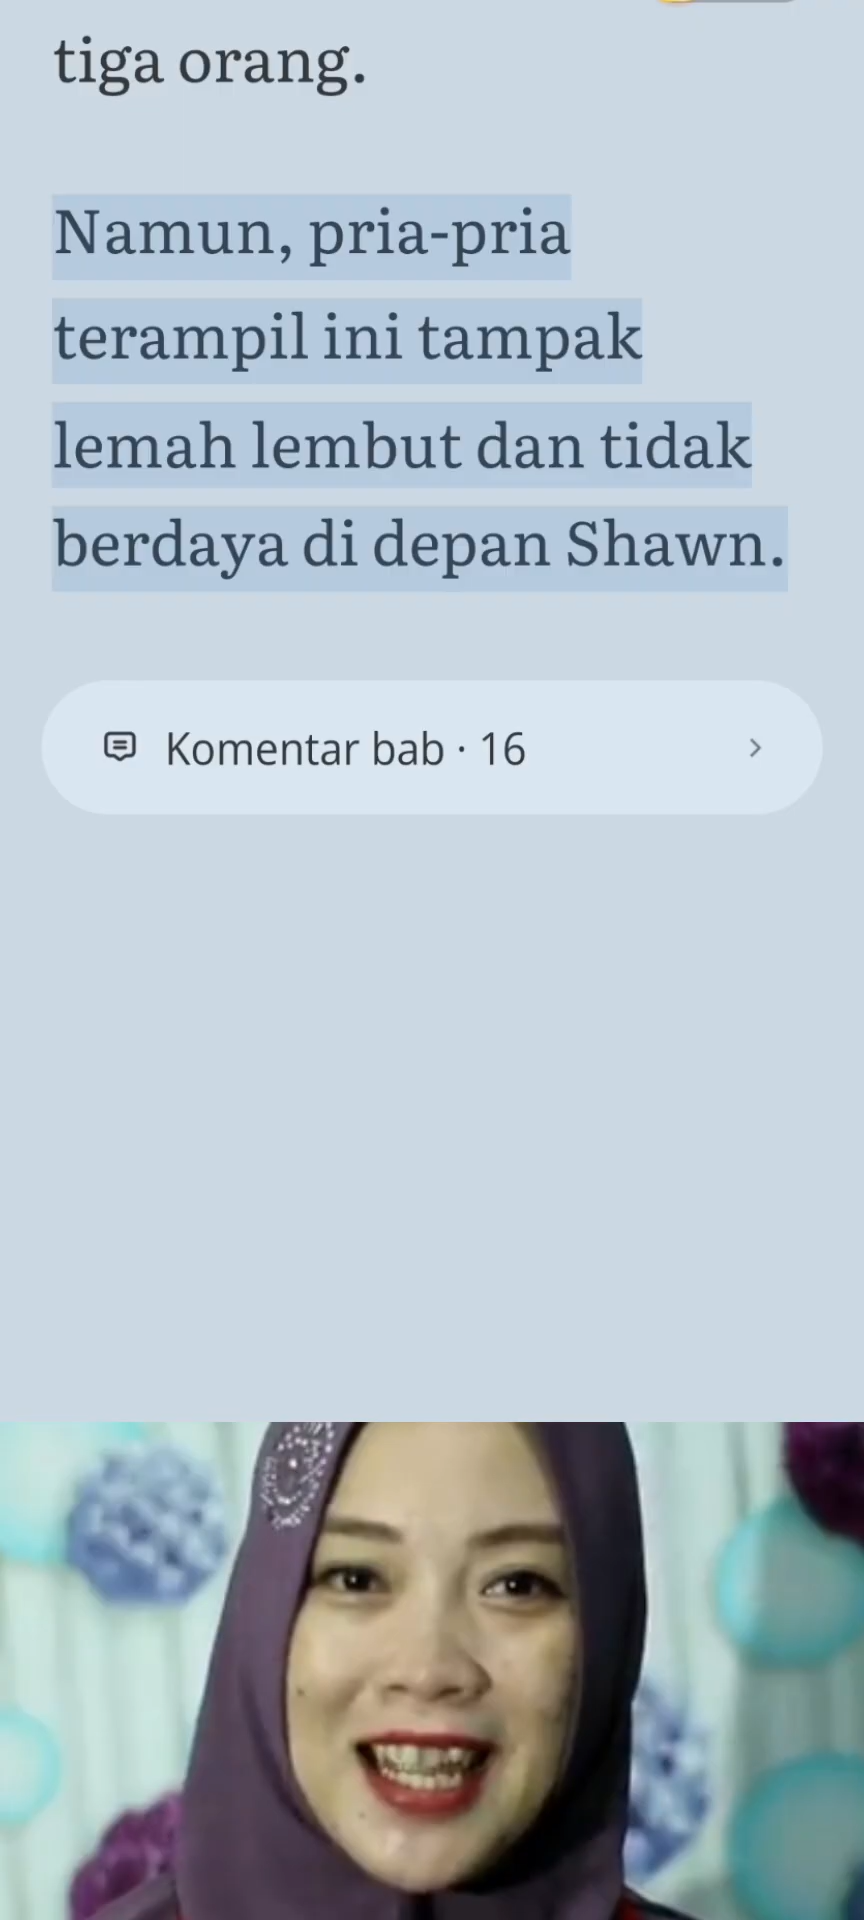 tiga orang.
Namun, pria-pria
terampil ini tampak
lemah lembut dan tidak
berdaya di depan Shawn.
Komentar bab · 16